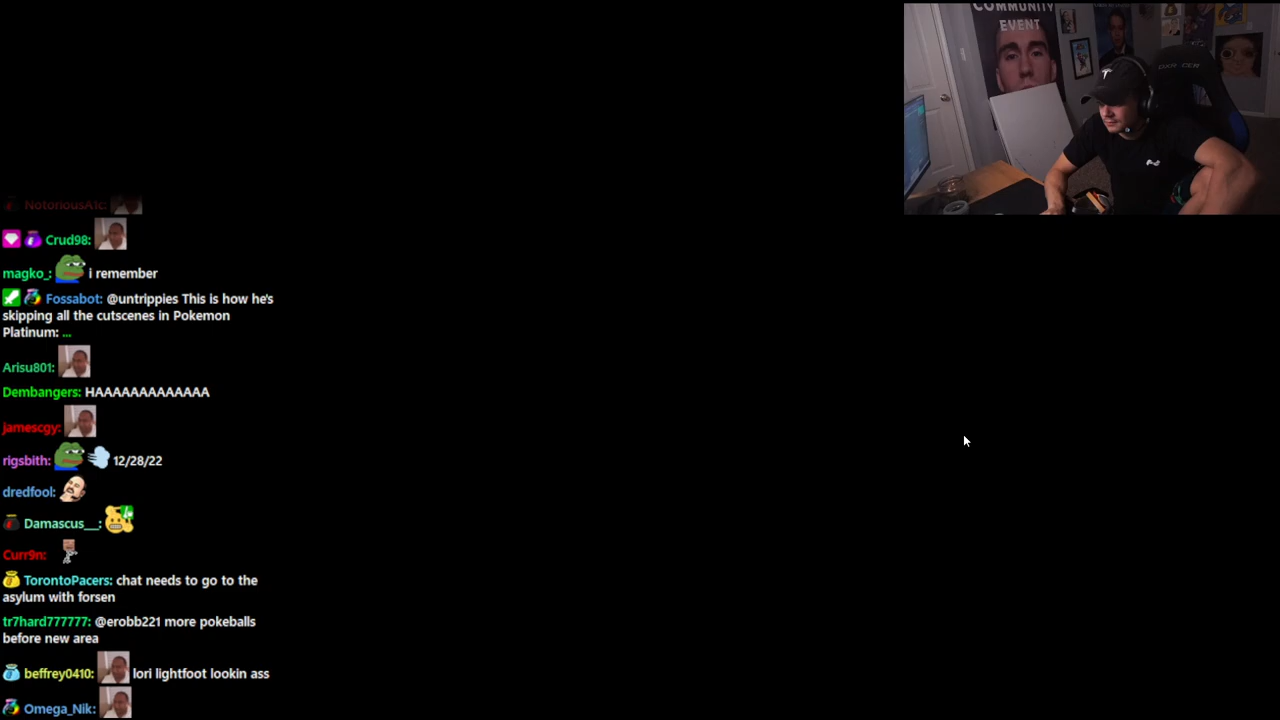 COMMUNITY
EVENT
NotoriousA1c:
Crud98:
magko_: i remember
Fossabot: @untrippies This is how he's
skipping all the cutscenes in Pokemon
Platinum: ...
Arisu801:
Dembangers: HAAAAAAAAAAAAA
jamescgy:
rigsbith: 12/28/22
dredfool:
Damascus__:
Curr9n:
TorontoPacers: chat needs to go to the
asylum with forsen
tr7hard777777: @erobb221 more pokeballs
before new area
beffrey0410: lori lightfoot lookin ass
Omega_Nik: